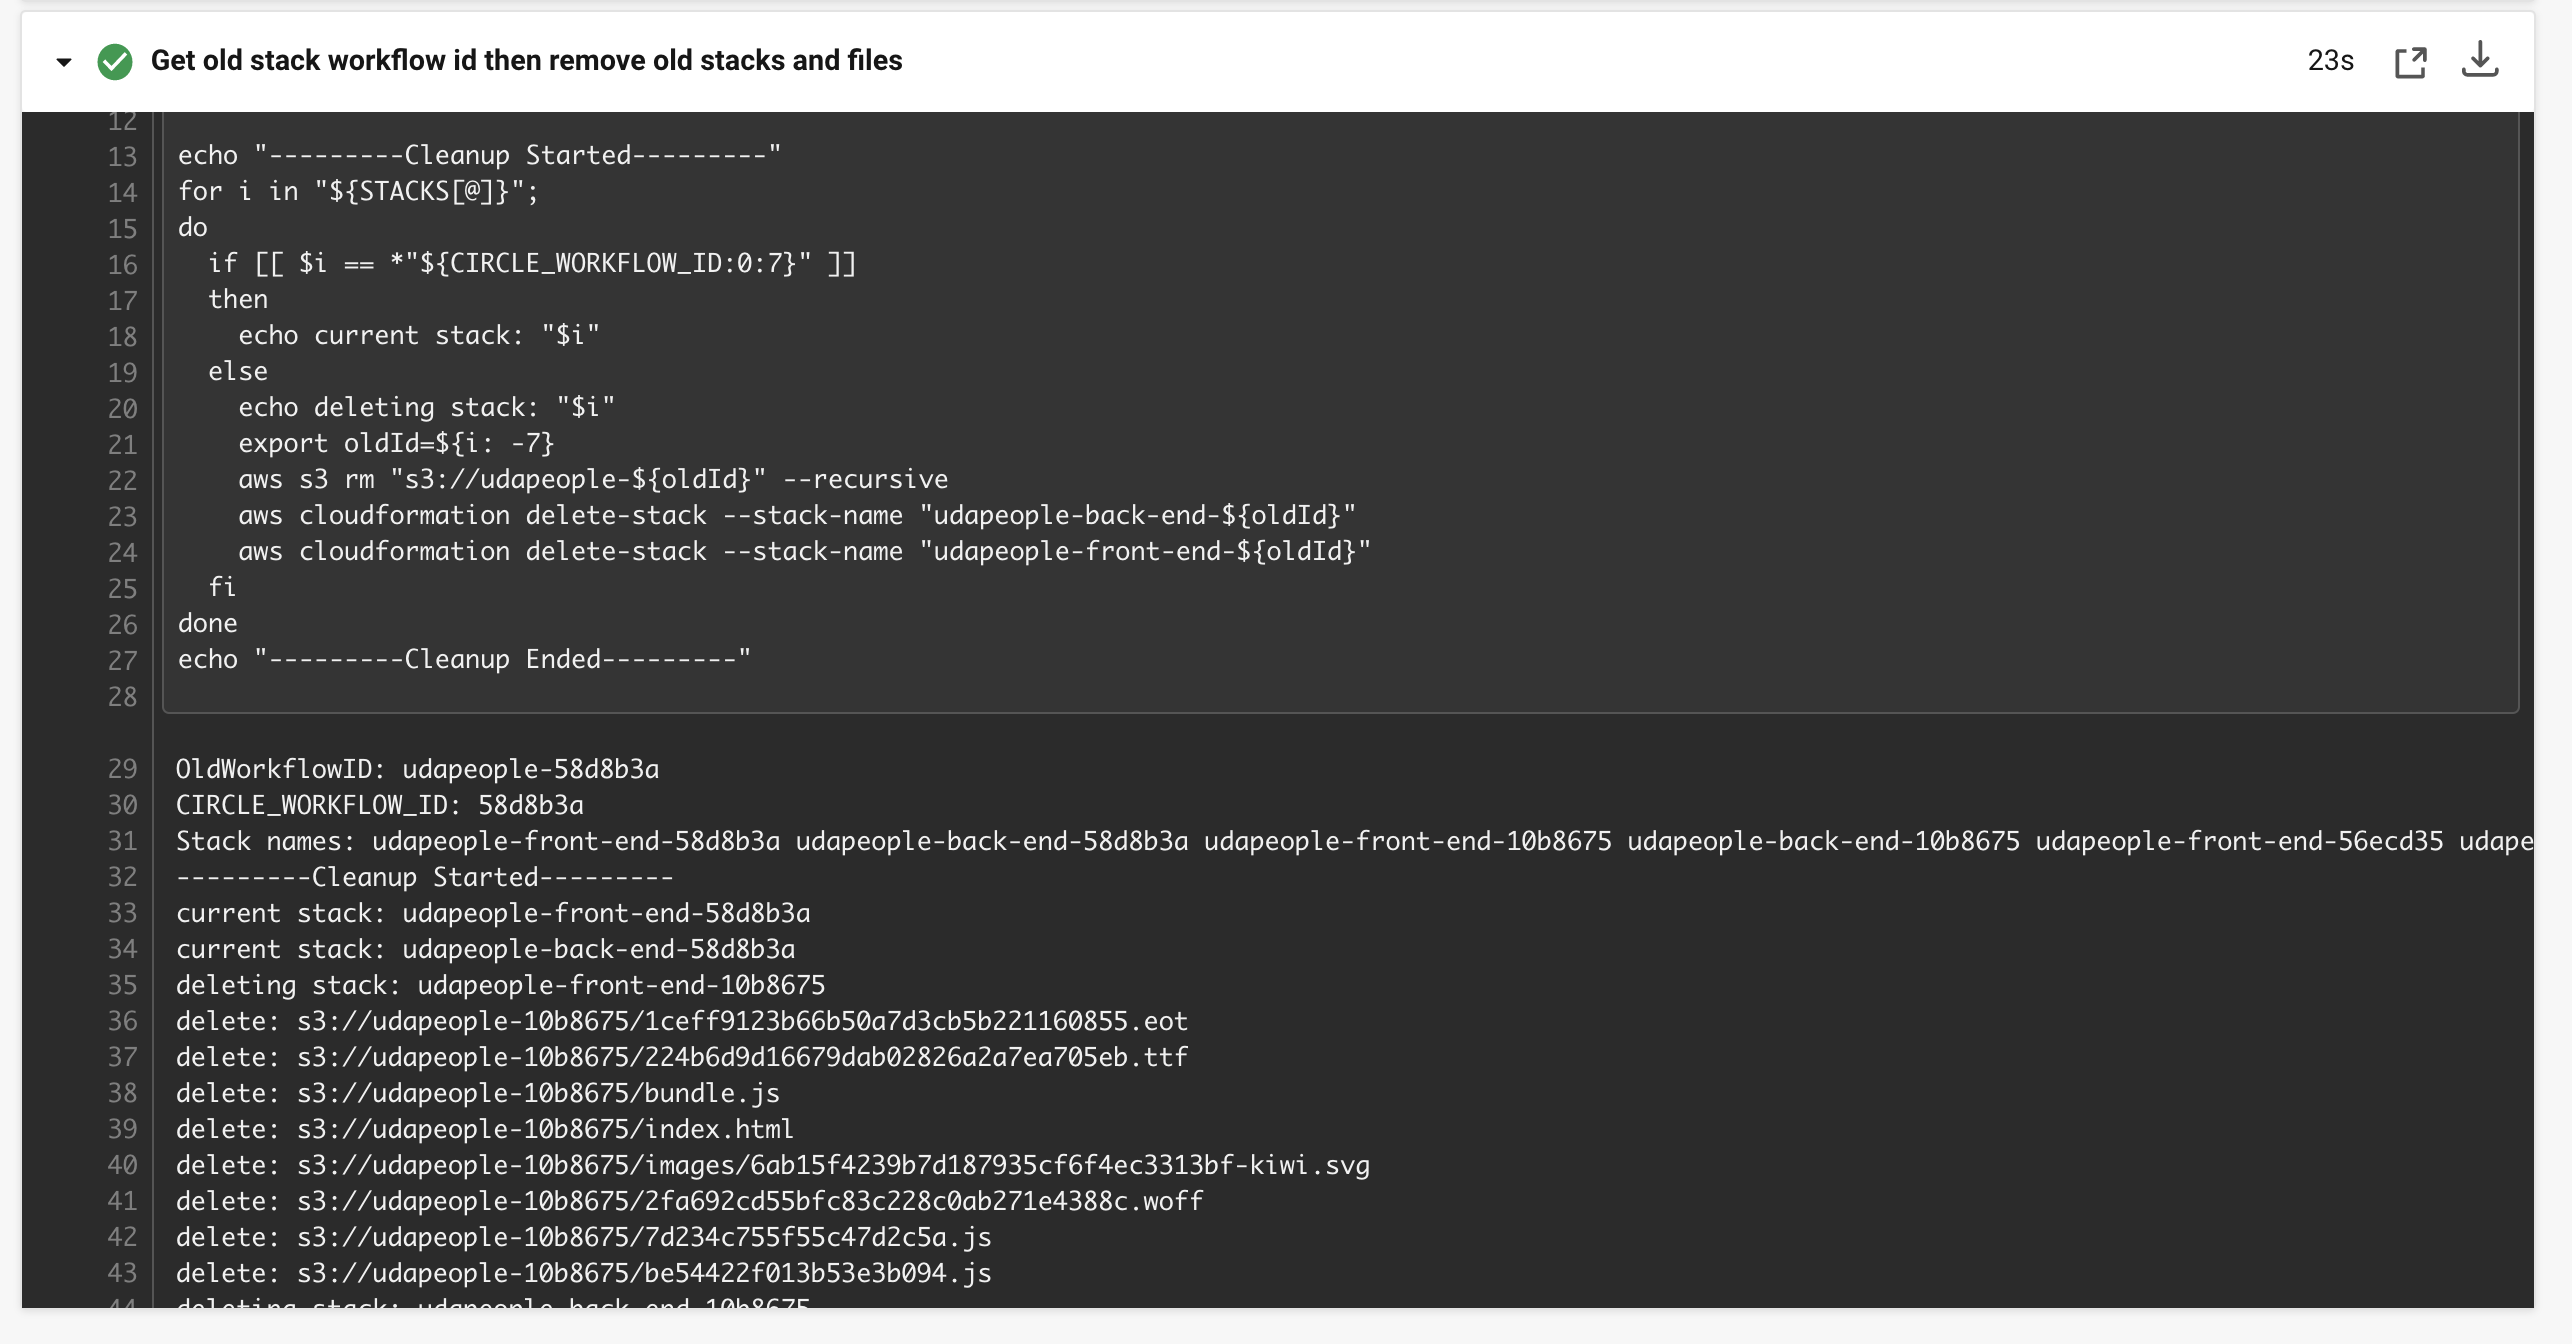 Get old stack workflow id then remove old stacks and files
23s
12
13 echo "---------Cleanup Started---------"
14 for i in "${STACKS[@]}";
15 do
16   if [[ $i == *"${CIRCLE_WORKFLOW_ID:0:7}" ]]
17   then
18     echo current stack: "$i"
19   else
20     echo deleting stack: "$i"
21     export oldId=${i: -7}
22     aws s3 rm "s3://udapeople-${oldId}" --recursive
23     aws cloudformation delete-stack --stack-name "udapeople-back-end-${oldId}"
24     aws cloudformation delete-stack --stack-name "udapeople-front-end-${oldId}"
25   fi
26 done
27 echo "---------Cleanup Ended---------"
28
29 OldWorkflowID: udapeople-58d8b3a
30 CIRCLE_WORKFLOW_ID: 58d8b3a
31 Stack names: udapeople-front-end-58d8b3a udapeople-back-end-58d8b3a udapeople-front-end-10b8675 udapeople-back-end-10b8675 udapeople-front-end-56ecd35 udape
32 ---------Cleanup Started---------
33 current stack: udapeople-front-end-58d8b3a
34 current stack: udapeople-back-end-58d8b3a
35 deleting stack: udapeople-front-end-10b8675
36 delete: s3://udapeople-10b8675/1ceff9123b66b50a7d3cb5b221160855.eot
37 delete: s3://udapeople-10b8675/224b6d9d16679dab02826a2a7ea705eb.ttf
38 delete: s3://udapeople-10b8675/bundle.js
39 delete: s3://udapeople-10b8675/index.html
40 delete: s3://udapeople-10b8675/images/6ab15f4239b7d187935cf6f4ec3313bf-kiwi.svg
41 delete: s3://udapeople-10b8675/2fa692cd55bfc83c228c0ab271e4388c.woff
42 delete: s3://udapeople-10b8675/7d234c755f55c47d2c5a.js
43 delete: s3://udapeople-10b8675/be54422f013b53e3b094.js
44 deleting stack: udapeople-back-end-10b8675